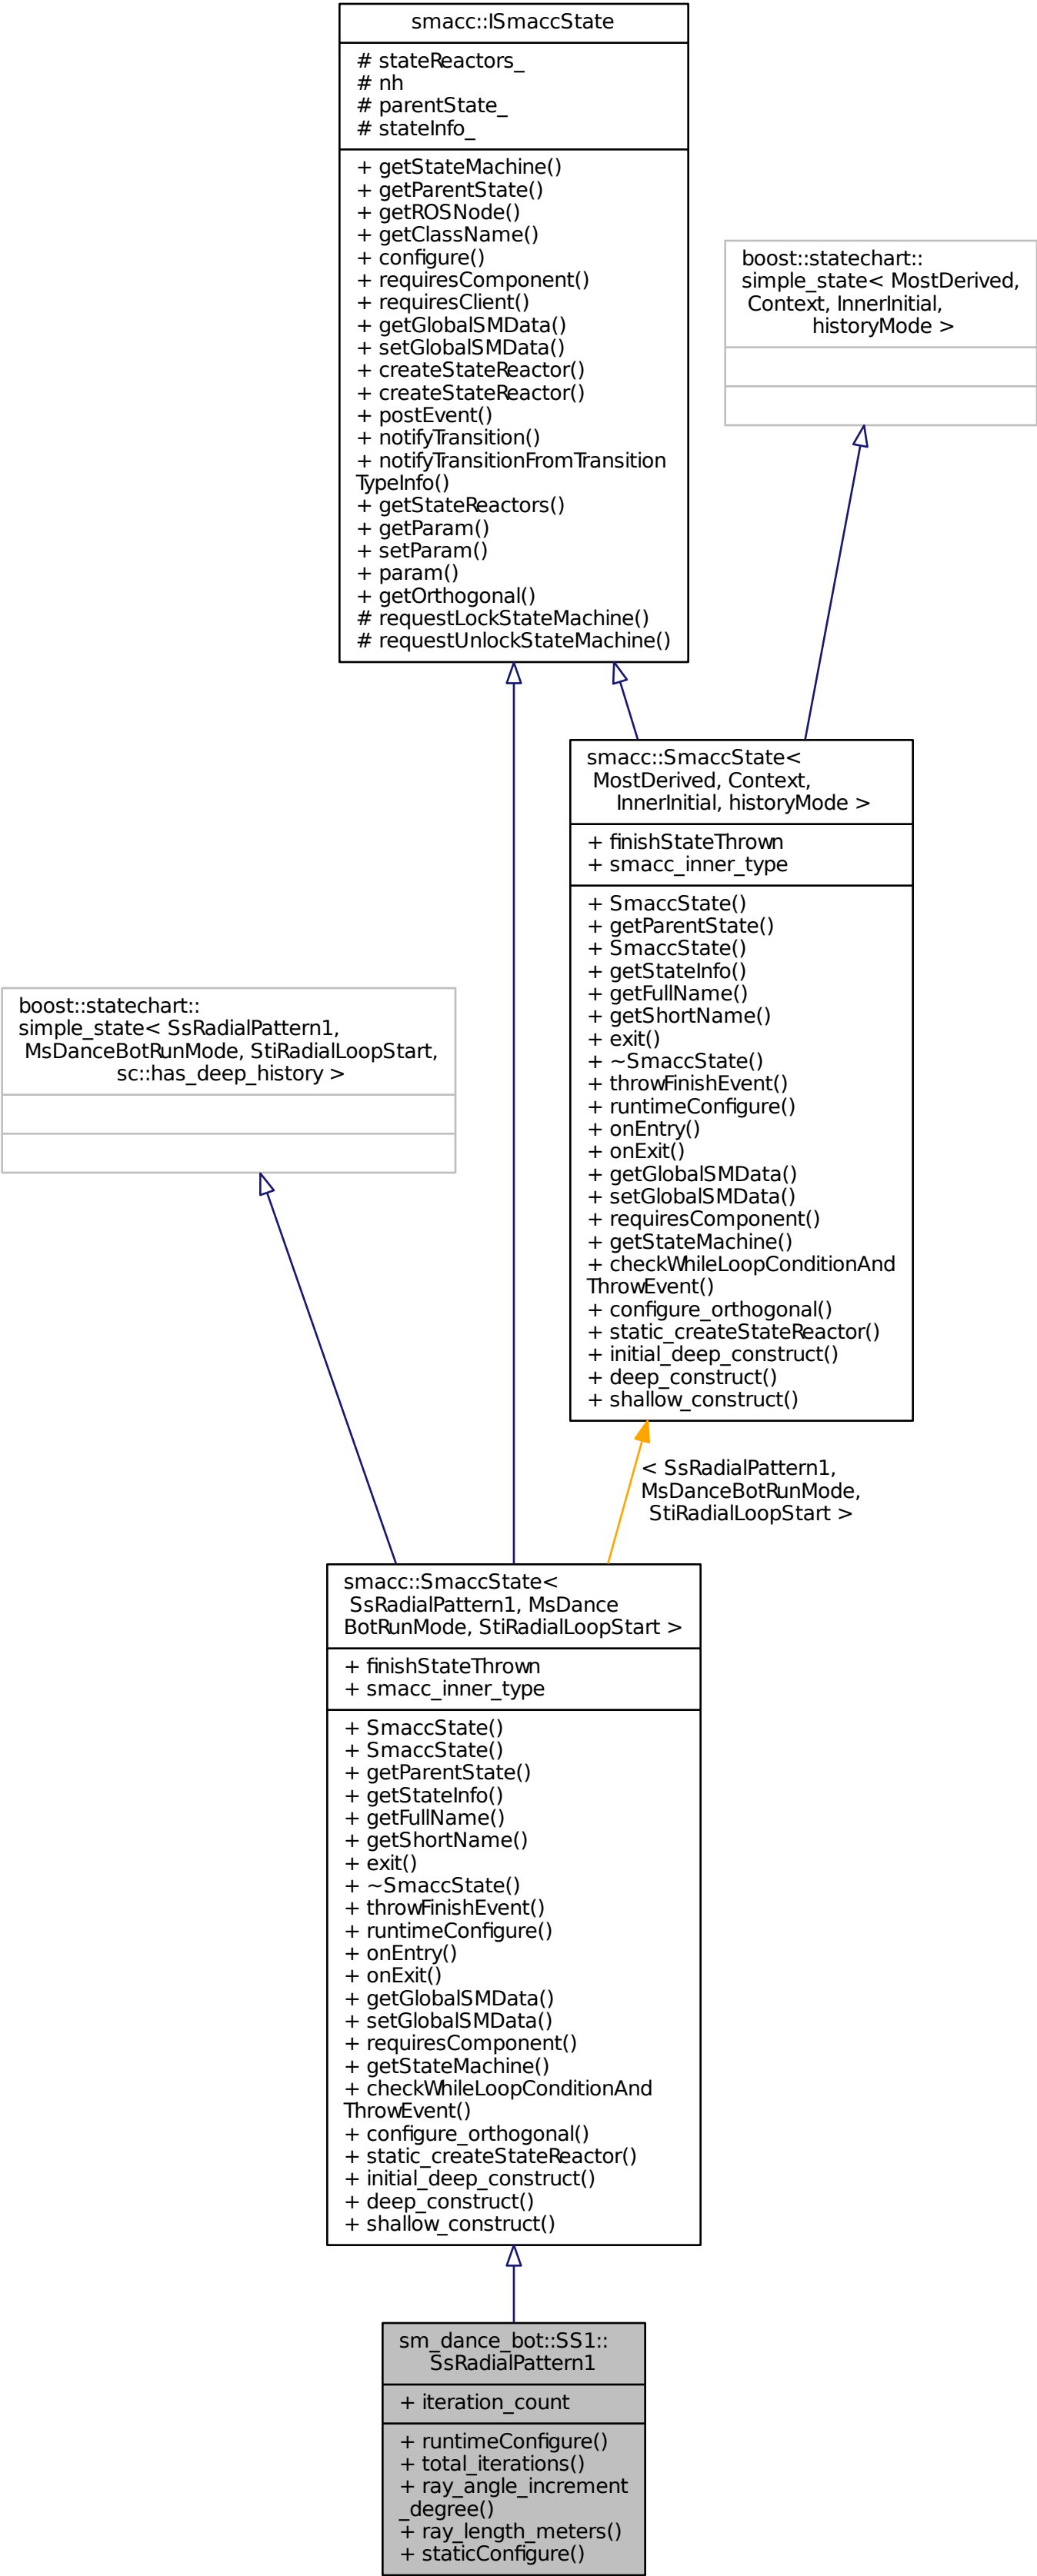 smacc::ISmaccState
# stateReactors_
# nh
# parentState_
# stateInfo_
+ getStateMachine()
+ getParentState()
+ getROSNode()
+ getClassName()
+ configure()
+ requiresComponent()
+ requiresClient()
+ getGlobalSMData()
+ setGlobalSMData()
+ createStateReactor()
+ createStateReactor()
+ postEvent()
+ notifyTransition()
+ notifyTransitionFromTransition
TypeInfo()
+ getStateReactors()
+ getParam()
+ setParam()
+ param()
+ getOrthogonal()
# requestLockStateMachine()
# requestUnlockStateMachine()
boost::statechart::
simple_state< MostDerived,
Context, InnerInitial,
historyMode >
smacc::SmaccState<
MostDerived, Context,
InnerInitial, historyMode >
+ finishStateThrown
+ smacc_inner_type
+ SmaccState()
+ getParentState()
+ SmaccState()
+ getStateInfo()
+ getFullName()
+ getShortName()
+ exit()
+ ~SmaccState()
+ throwFinishEvent()
+ runtimeConfigure()
+ onEntry()
+ onExit()
+ getGlobalSMData()
+ setGlobalSMData()
+ requiresComponent()
+ getStateMachine()
+ checkWhileLoopConditionAnd
ThrowEvent()
+ configure_orthogonal()
+ static_createStateReactor()
+ initial_deep_construct()
+ deep_construct()
+ shallow_construct()
boost::statechart::
simple_state< SsRadialPattern1,
MsDanceBotRunMode, StiRadialLoopStart,
sc::has_deep_history >
< SsRadialPattern1,
MsDanceBotRunMode,
StiRadialLoopStart >
smacc::SmaccState<
SsRadialPattern1, MsDance
BotRunMode, StiRadialLoopStart >
+ finishStateThrown
+ smacc_inner_type
+ SmaccState()
+ SmaccState()
+ getParentState()
+ getStateInfo()
+ getFullName()
+ getShortName()
+ exit()
+ ~SmaccState()
+ throwFinishEvent()
+ runtimeConfigure()
+ onEntry()
+ onExit()
+ getGlobalSMData()
+ setGlobalSMData()
+ requiresComponent()
+ getStateMachine()
+ checkWhileLoopConditionAnd
ThrowEvent()
+ configure_orthogonal()
+ static_createStateReactor()
+ initial_deep_construct()
+ deep_construct()
+ shallow_construct()
sm_dance_bot::SS1::
SsRadialPattern1
+ iteration_count
+ runtimeConfigure()
+ total_iterations()
+ ray_angle_increment
_degree()
+ ray_length_meters()
+ staticConfigure()